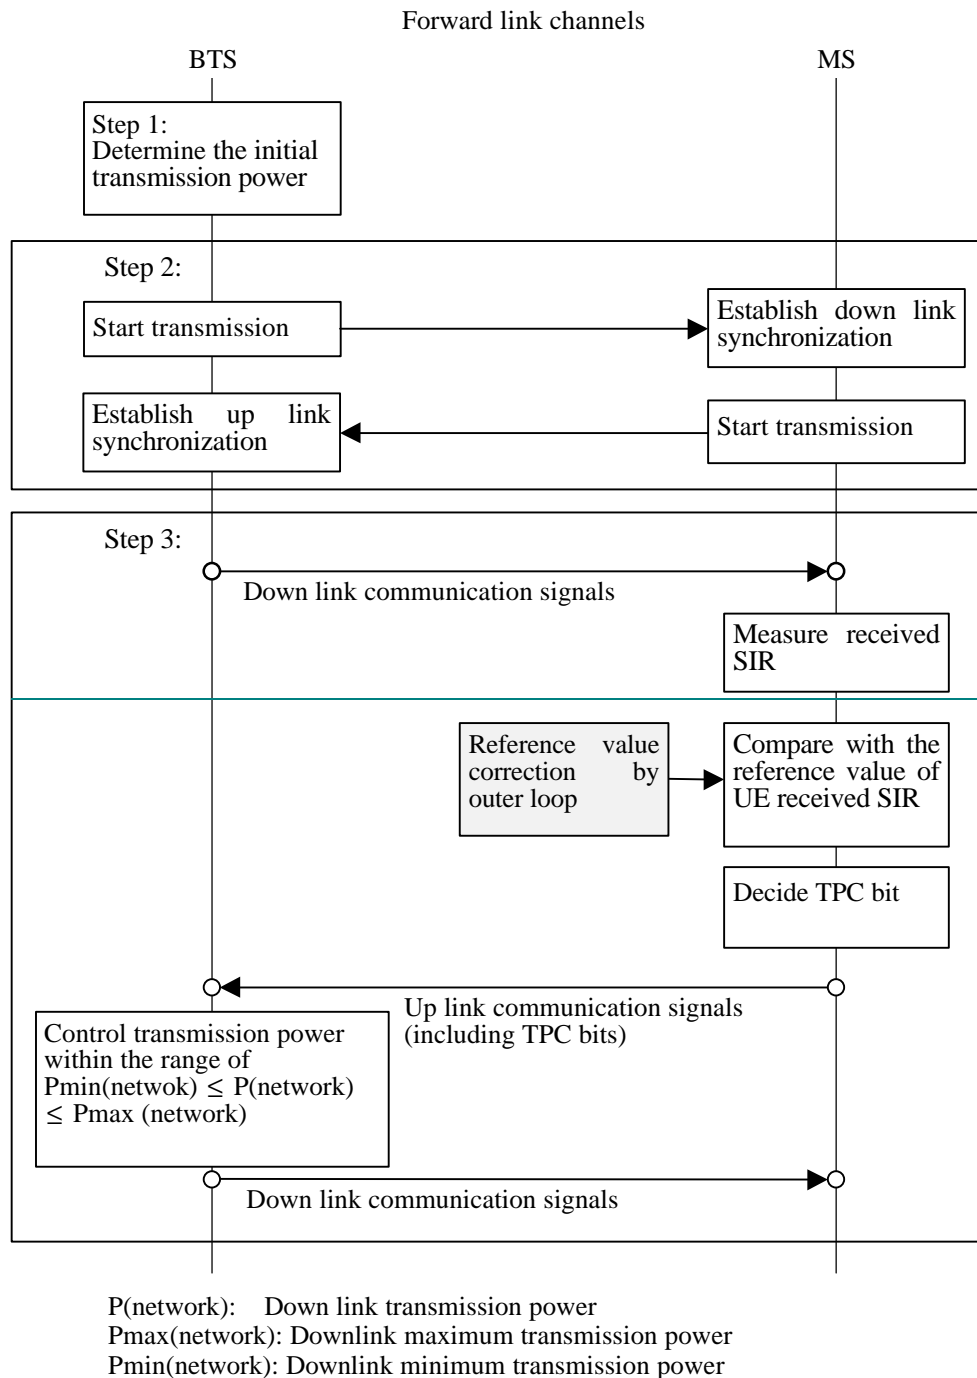 Forward link channels
BTS
MS
Step 1:
Determine the initial
transmission power
Step 2:
Start transmission
Establish down link
synchronization
Establish up link
synchronization
Start transmission
Step 3:
Down link communication signals
Measure received
SIR
Reference value
correction by
outer loop
Compare with the
reference value of
UE received SIR
Decide TPC bit
Up link communication signals
(including TPC bits)
Control transmission power
within the range of
Pmin(netwok) ≤ P(network)
≤ Pmax (network)
Down link communication signals
P(network): Down link transmission power
Pmax(network): Downlink maximum transmission power
Pmin(network): Downlink minimum transmission power